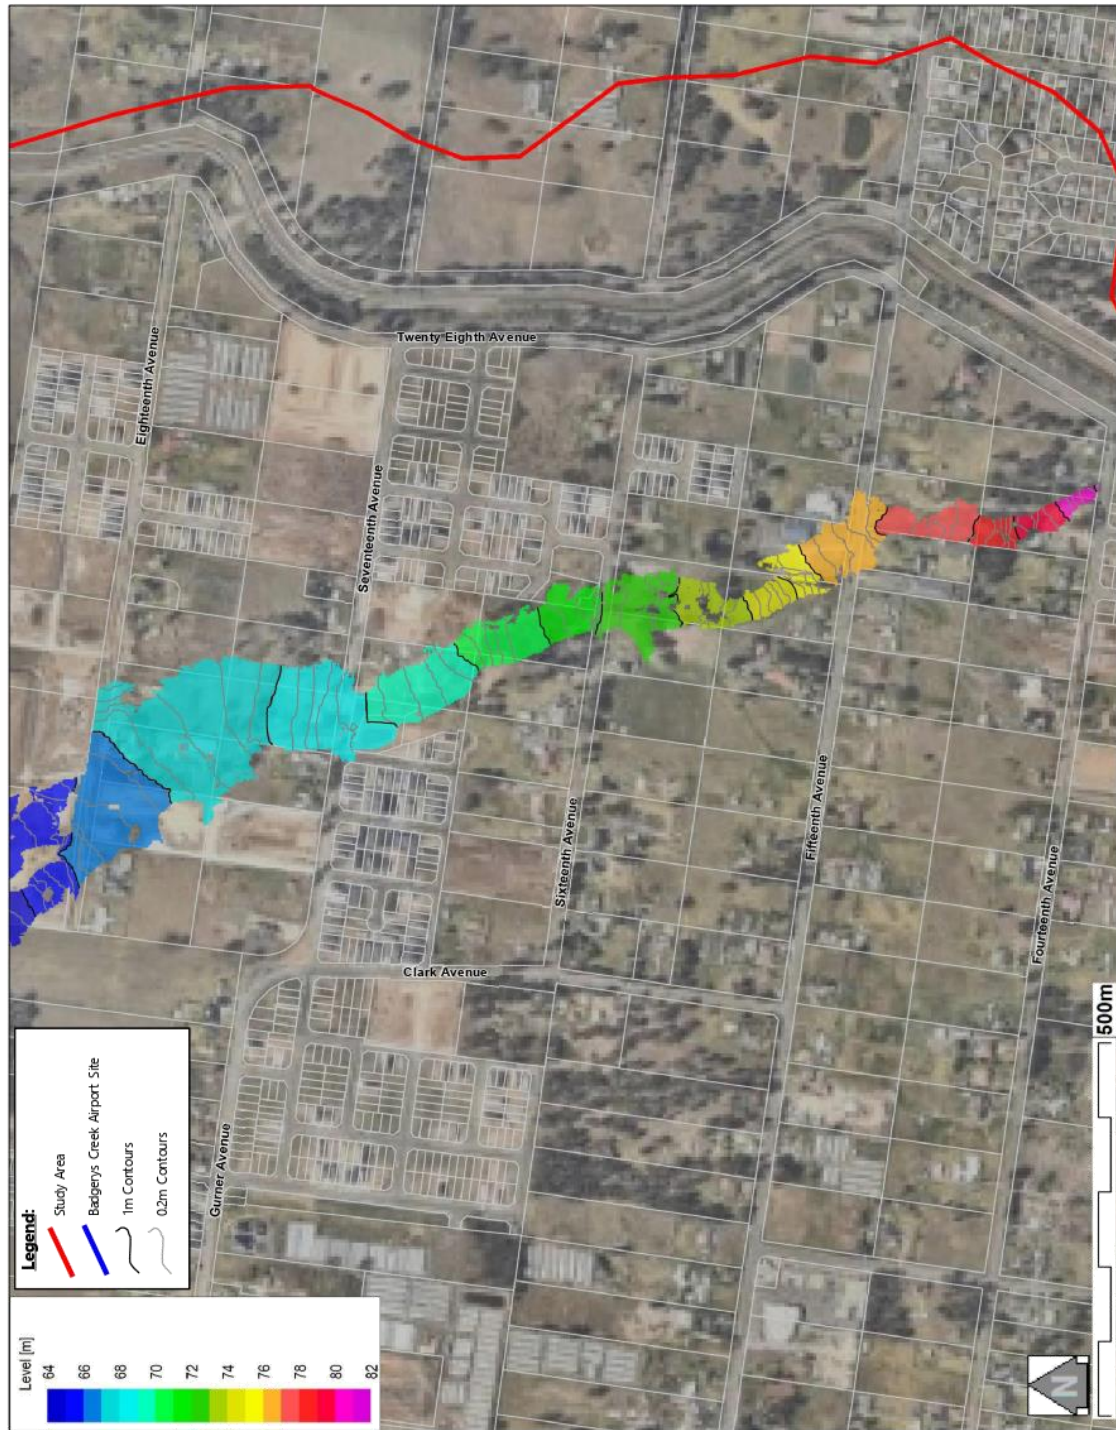 Twenty Eighth Avenue
Eighteenth Avenue
Seventeenth Avenue
Sixteenth Avenue
Fifteenth Avenue
Fourteenth Avenue
Clark Avenue
Gurner Avenue
Legend:
Study Area
Badgerys Creek Airport Site
1m Contours
0.2m Contours
Level [m]
64
66
68
70
72
74
76
78
80
82
500m
N